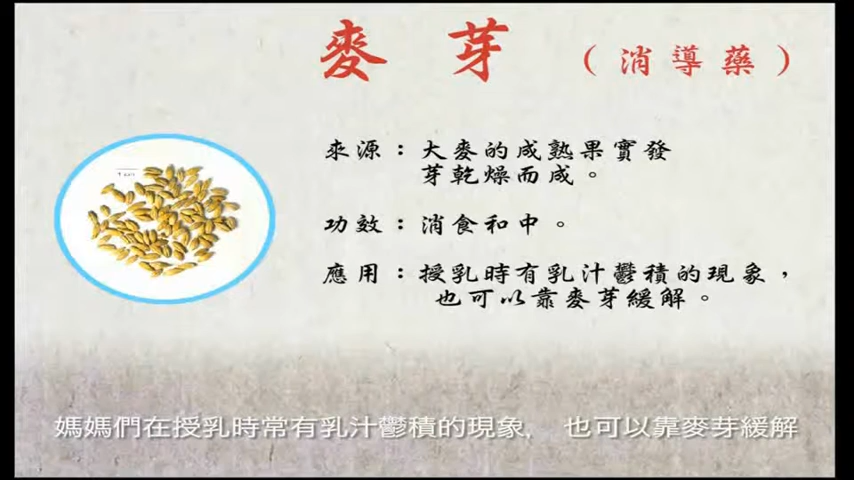 麥芽（消導藥）
來源：大麥的成熟果實發
芽乾燥而成。
功效：消食和中。
應用：授乳時有乳汁鬱積的現象，
也可以靠麥芽緩解。
媽媽們在授乳時常有乳汁鬱積的現象， 也可以靠麥芽緩解